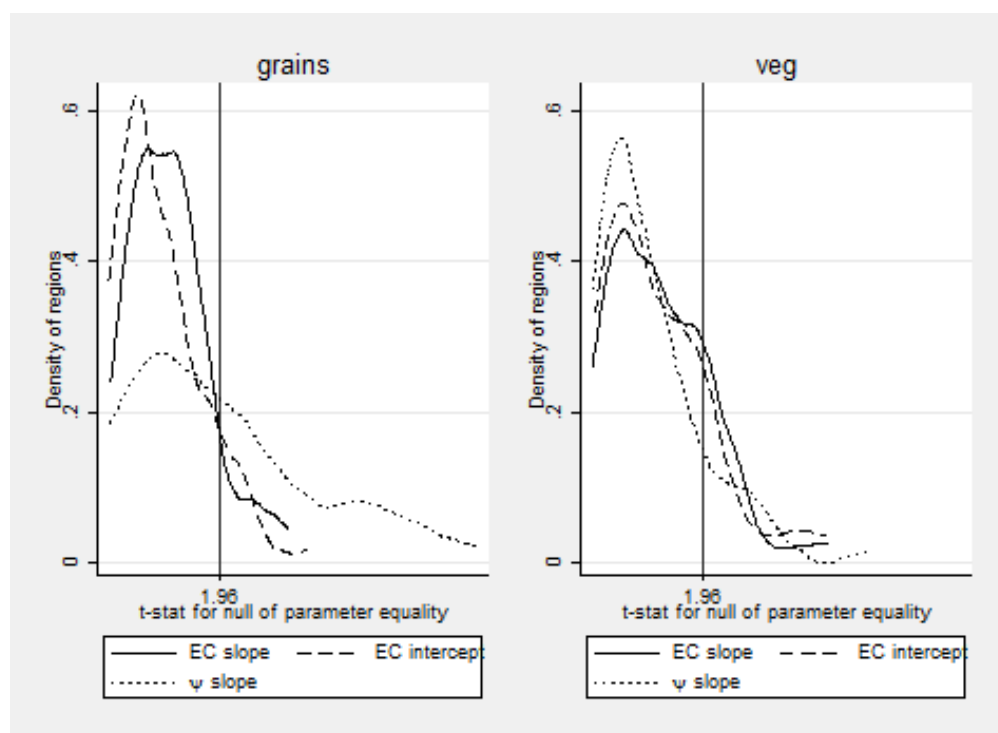 grains
.6
.4
.2
0
Density of regions
1.96
t-stat for null of parameter equality
EC slope EC intercept
ψ slope
veg
.6
.4
.2
0
Density of regions
1.96
t-stat for null of parameter equality
EC slope EC intercept
ψ slope